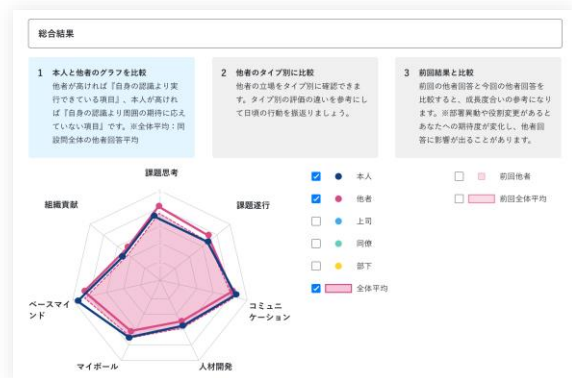 総合結果
1 本人と他者のグラフを比較
他者が高ければ『自身の認識より実
行できている項目』、本人が高けれ
ば『自身の認識より周囲の期待に応え
ていない項目』です。※全体平均：同
設問全体の他者回答平均
2 他者のタイプ別に比較
他者の立場をタイプ別に確認できま
す。タイプ別の評価の違いを参考にし
て日頃の行動を振返りましょう。
3 前回結果と比較
前回の他者回答と今回の他者回答を
比較すると、成長度合いの参考になり
ます。※部署異動や役割変更があると
あなたへの期待度が変化し、他者回
答に影響が出ることがあります。
課題思考
課題遂行
コミュニ
ケーション
人材開発
マイボール
ベースマイ
ンド
組織貢献
本人
他者
上司
同僚
部下
全体平均
前回他者
前回全体平均